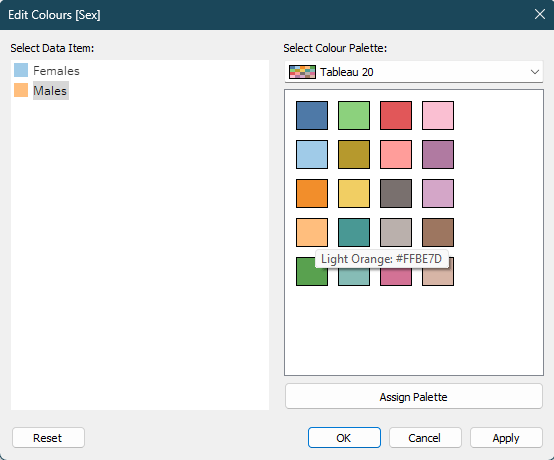 Edit Colours [Sex]
Select Data Item:
Females
Males
Select Colour Palette:
Tableau 20
Light Orange: #FFBE7D
Assign Palette
Reset
OK
Cancel
Apply